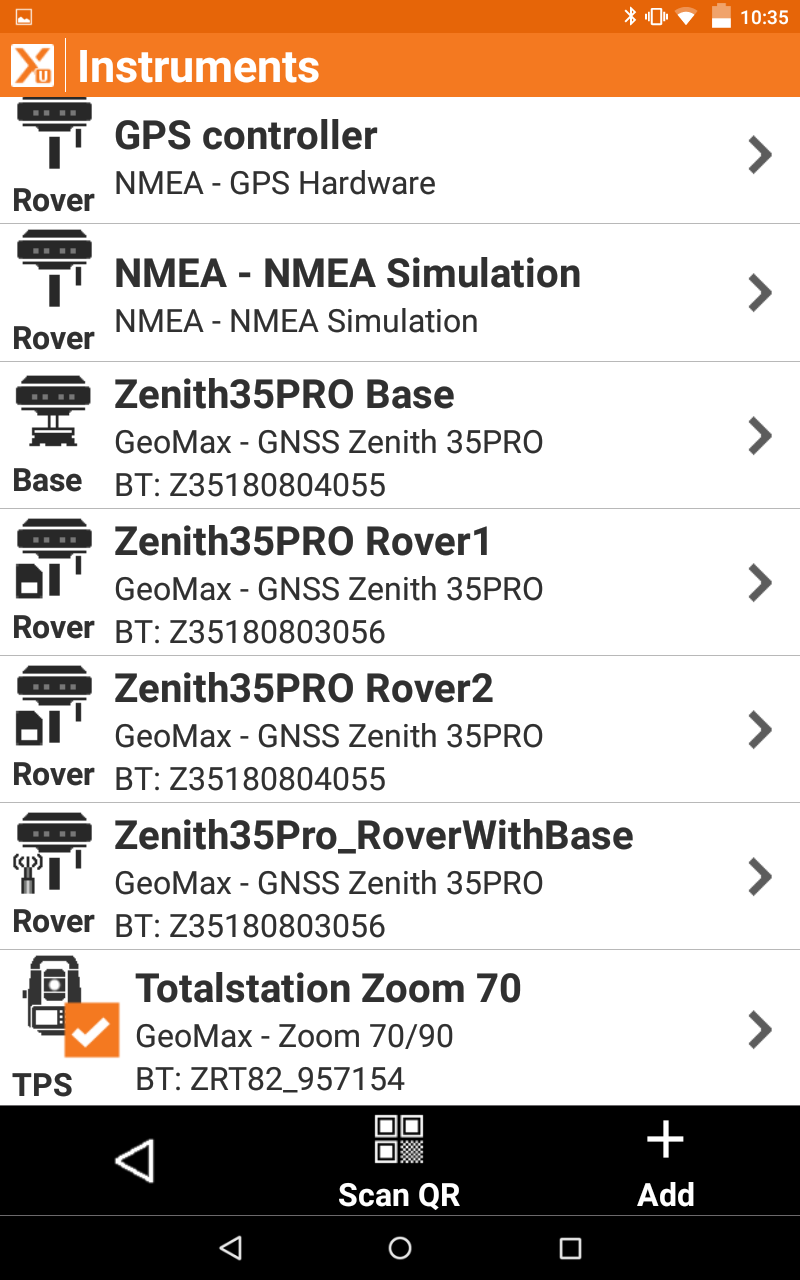 10:35
XU Instruments
GPS controller
NMEA - GPS Hardware
Rover
NMEA - NMEA Simulation
NMEA - NMEA Simulation
Rover
Zenith35PRO Base
GeoMax - GNSS Zenith 35PRO
Base
BT: Z35180804055
Zenith35PRO Rover1
GeoMax - GNSS Zenith 35PRO
Rover
BT: Z35180803056
Zenith35PRO Rover2
GeoMax - GNSS Zenith 35PRO
Rover
BT: Z35180804055
Zenith35Pro_RoverWithBase
GeoMax - GNSS Zenith 35PRO
Rover
BT: Z35180803056
Totalstation Zoom 70
GeoMax - Zoom 70/90
TPS
BT: ZRT82_957154
Scan QR
Add